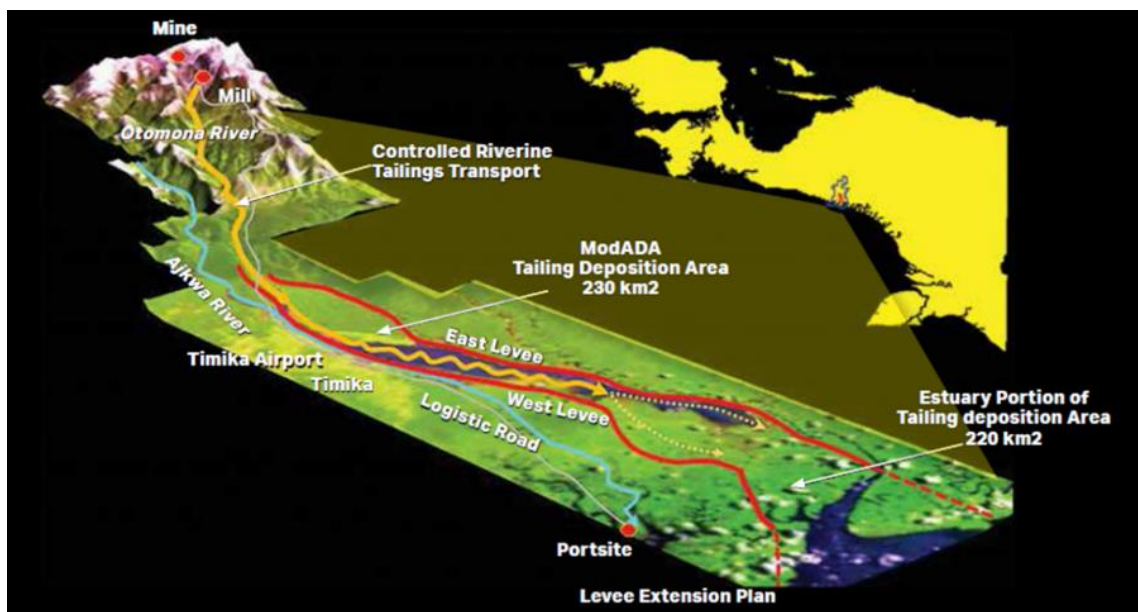 Mine
Mill
Otomona River
Controlled Riverine
Tailings Transport
ModADA
Tailing Deposition Area
230 km2
Ajkwa River
East Levee
Timika Airport
Timika
West Levee
Logistic Road
Estuary Portion of
Tailing deposition Area
220 km2
Portsite
Levee Extension Plan